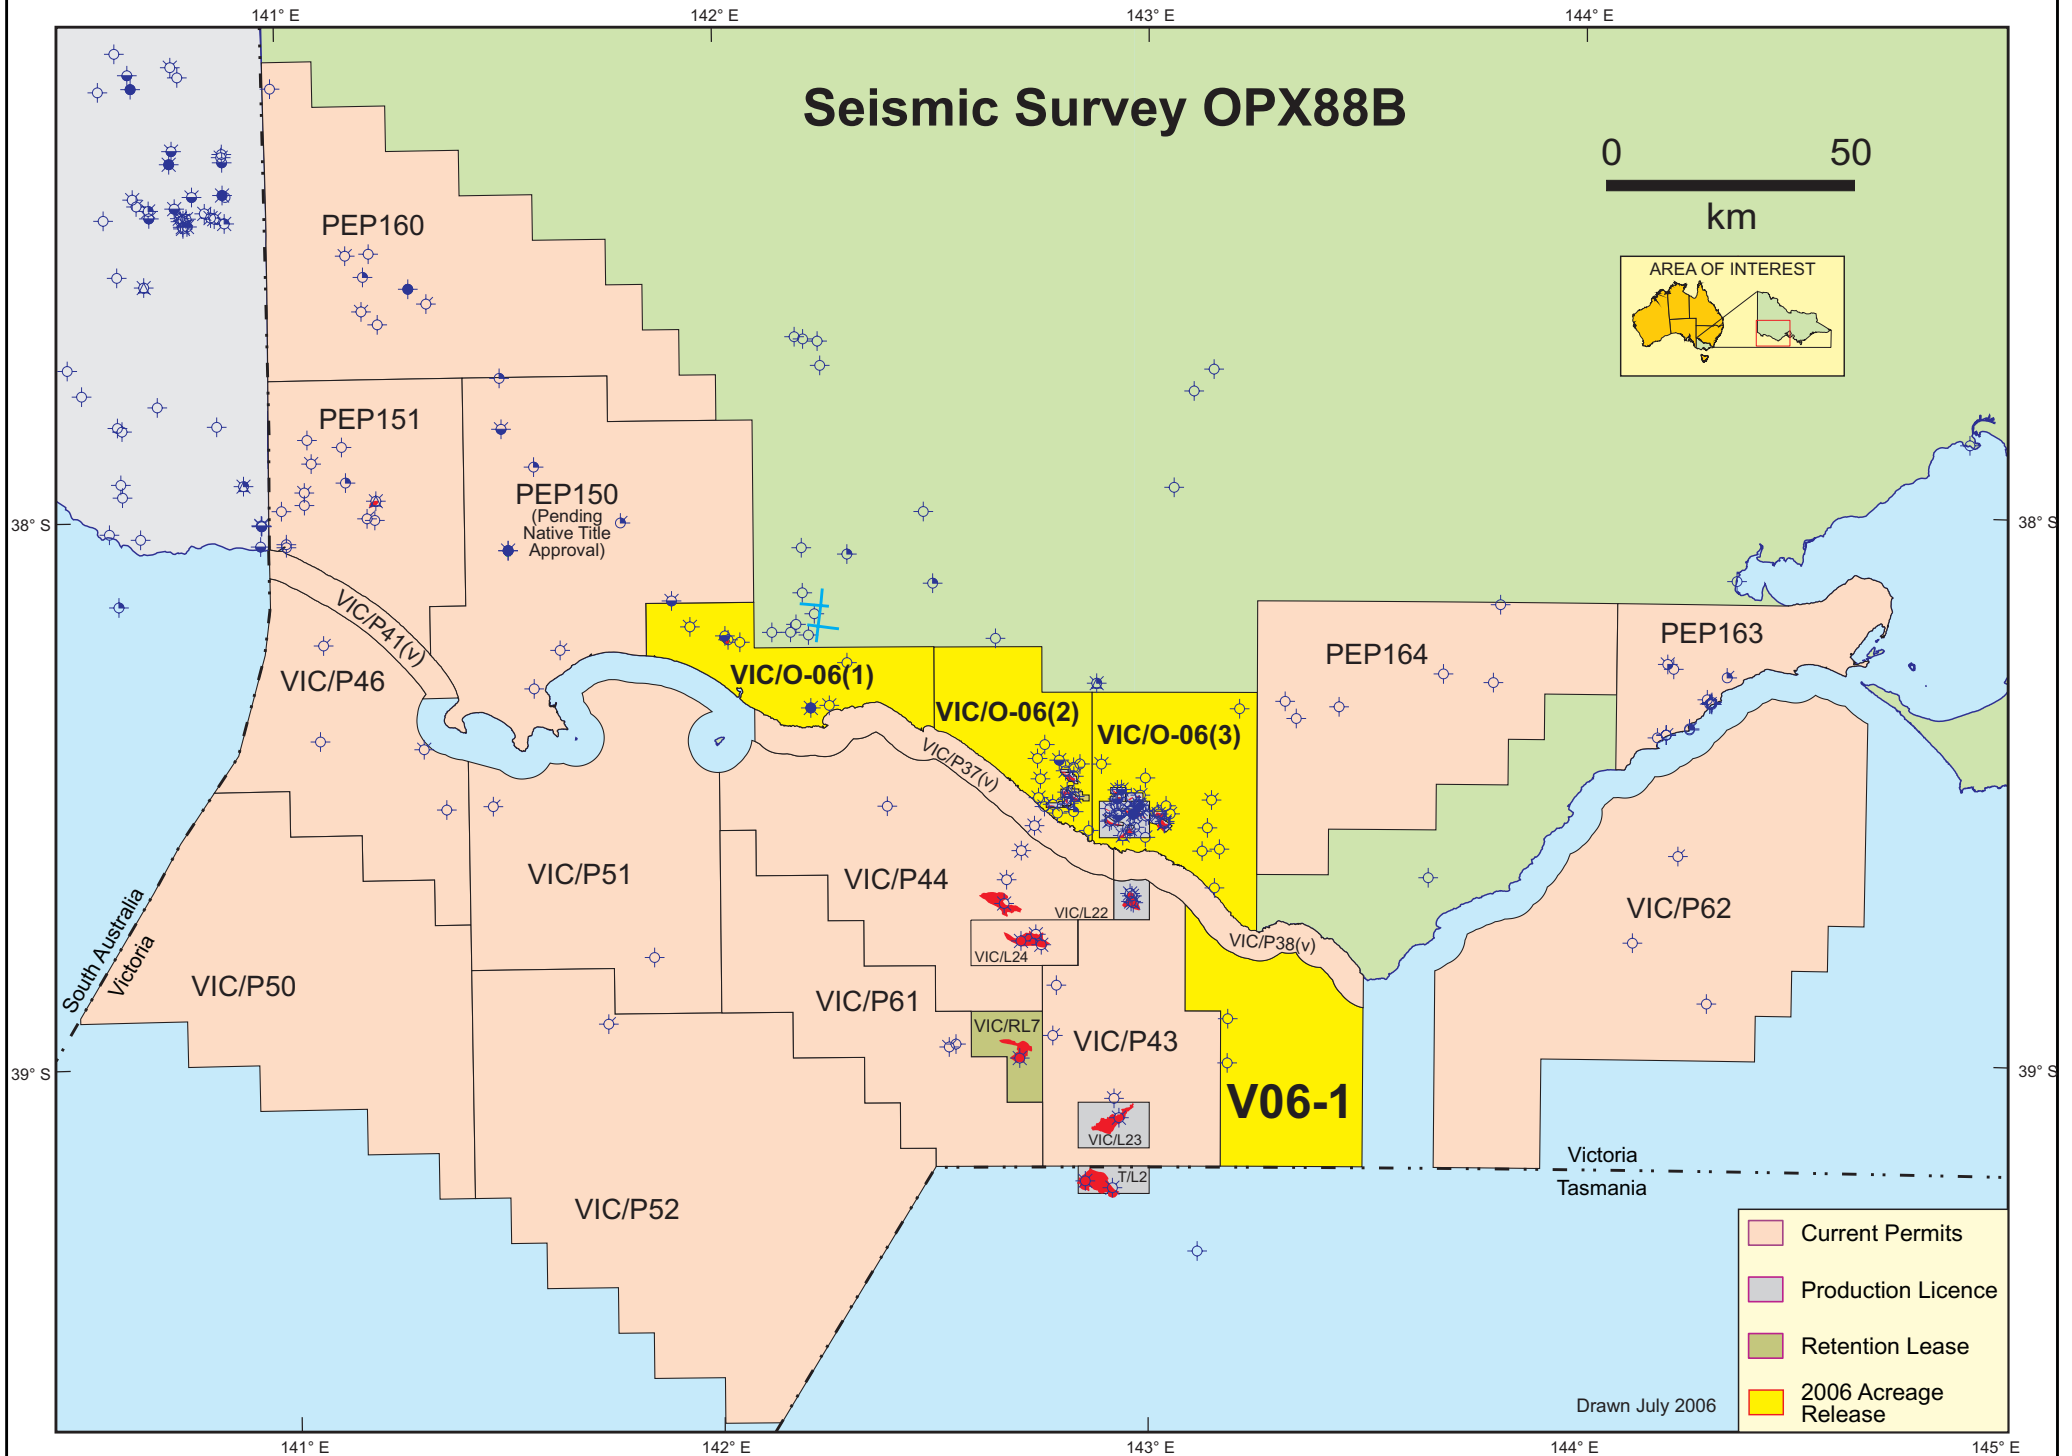 141° E
142° E
143° E
144° E
Seismic Survey OPX88B
0
50
km
AREA OF INTEREST
PEP160
PEP151
PEP150
(Pending
Native Title
Approval)
38° S
38° S
VIC/P41(v)
VIC/P46
VIC/O-06(1)
VIC/O-06(2)
VIC/O-06(3)
PEP164
PEP163
VIC/P37(v)
VIC/P51
VIC/P44
VIC/L22
VIC/P62
VIC/P38(v)
VIC/L24
South Australia
Victoria
VIC/P50
VIC/P61
VIC/RL7
VIC/P43
39° S
39° S
V06-1
VIC/L23
T/L2
Victoria
Tasmania
VIC/P52
Current Permits
Production Licence
Retention Lease
2006 Acreage
Release
Drawn July 2006
141° E
142° E
143° E
144° E
145° E